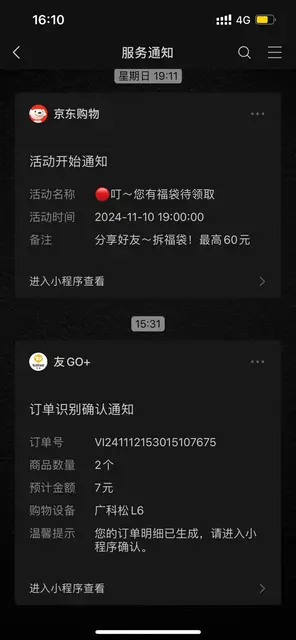 16:10
4G
服务通知
星期日 19:11
京东购物
活动开始通知
活动名称 🔴叮～您有福袋待领取
活动时间 2024-11-10 19:00:00
备注 分享好友～拆福袋！最高60元
进入小程序查看
15:31
友GO+
订单识别确认通知
订单号 VI241112153015107675
商品数量 2个
预计金额 7元
购物设备 广科松L6
温馨提示 您的订单明细已生成，请进入小
程序确认。
进入小程序查看